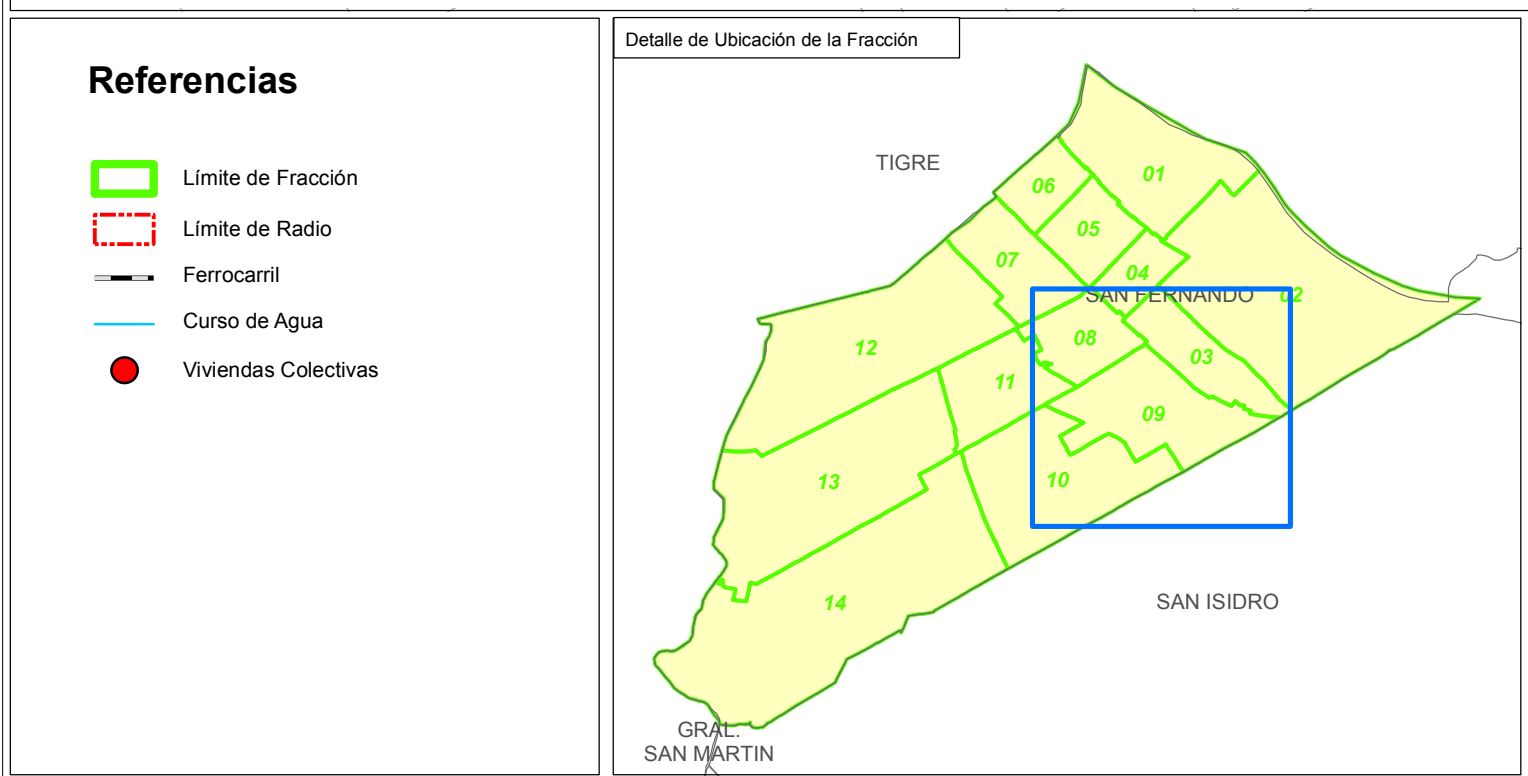 Referencias
Límite de Fracción
Límite de Radio
Ferrocarril
Curso de Agua
Viviendas Colectivas
Detalle de Ubicación de la Fracción
TIGRE
01
06
05
07
04
SAN FERNANDO
02
12
08
03
11
09
13
10
14
SAN ISIDRO
GRAL.
SAN MARTIN